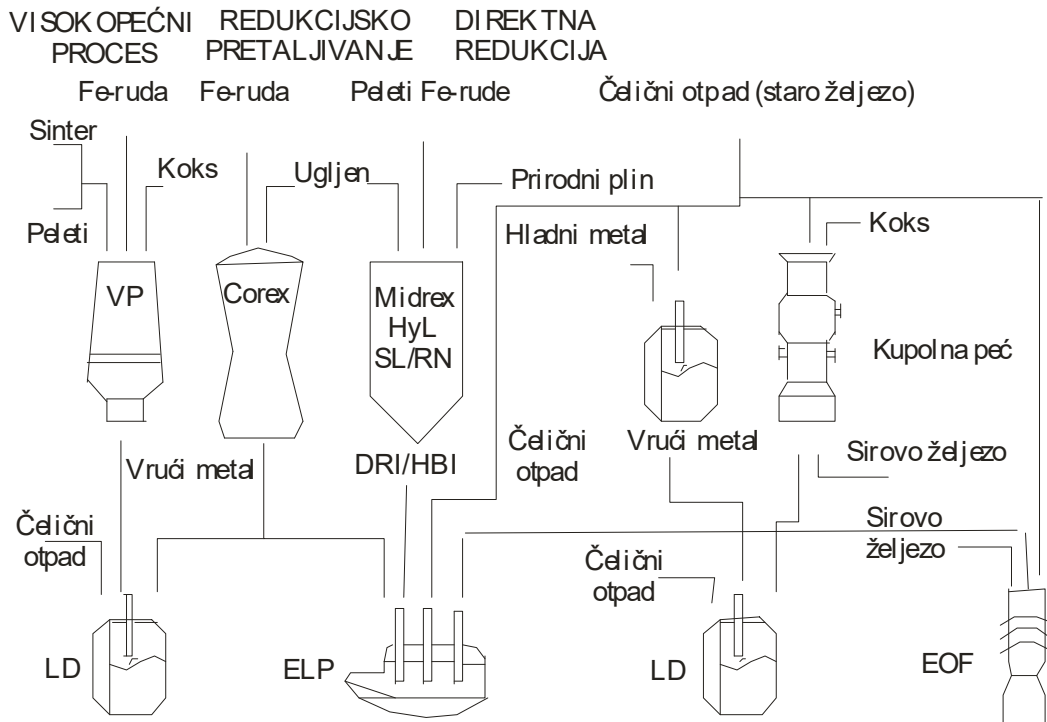 VISOKOPEĆNI
PROCES
REDUKCIJSKO
PRETALJIVANJE
DIREKTNA
REDUKCIJA
Fe-ruda
Fe-ruda
Peleti Fe-rude
Čelični otpad (staro željezo)
Sinter
Koks
Ugljen
Prirodni plin
Peleti
Hladni metal
Koks
VP
Corex
Midrex
HyL
SL/RN
Kupolna peć
DRI/HBI
Čelični
otpad
Vrući metal
Vrući metal
Sirovo željezo
Čelični
otpad
Sirovo
željezo
Čelični
otpad
LD
ELP
LD
EOF